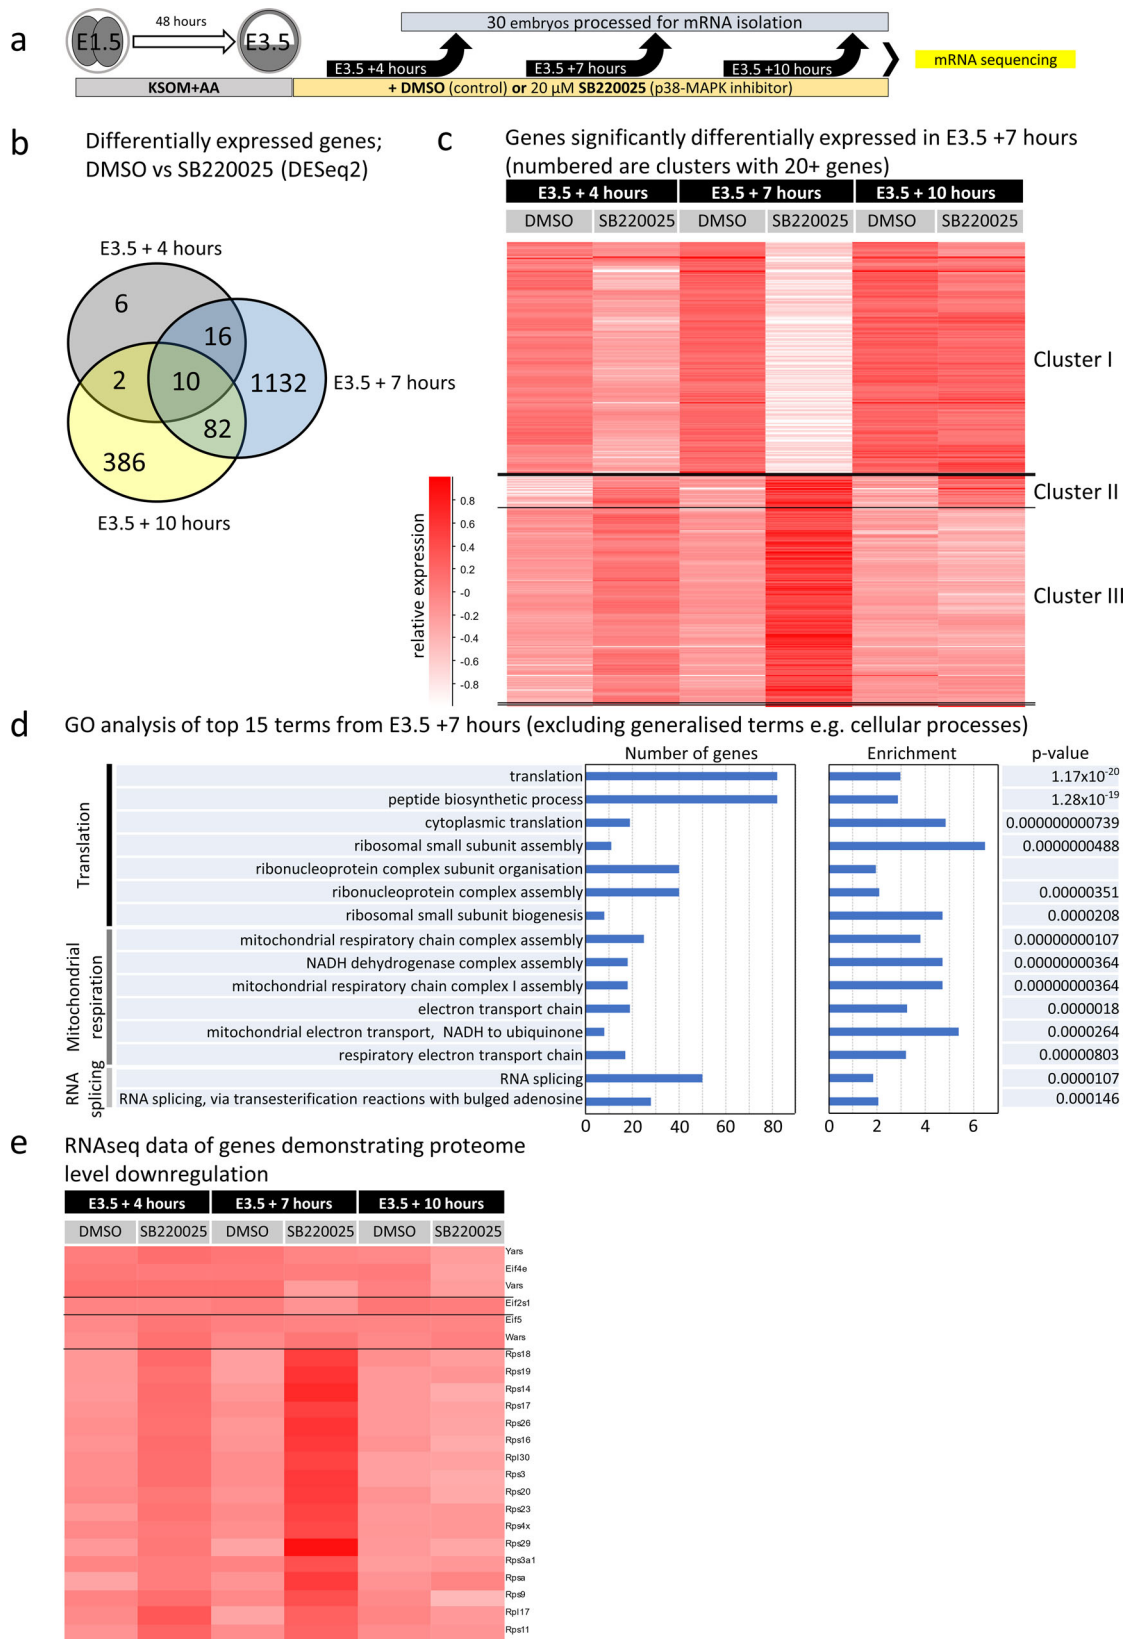 a
E1.5
48 hours
E3.5
30 embryos processed for mRNA isolation
E3.5 +4 hours
E3.5 +7 hours
E3.5 +10 hours
mRNA sequencing
KSOM+AA
+ DMSO (control) or 20 µM SB220025 (p38-MAPK inhibitor)
b
Differentially expressed genes;
DMSO vs SB220025 (DESeq2)
E3.5 + 4 hours
6
16
2
10
1132
E3.5 + 7 hours
82
386
E3.5 + 10 hours
c
Genes significantly differentially expressed in E3.5 +7 hours
(numbered are clusters with 20+ genes)
E3.5 + 4 hours E3.5 + 7 hours E3.5 + 10 hours
DMSO SB220025 DMSO SB220025 DMSO SB220025
Cluster I
Cluster II
Cluster III
relative expression
0.8
0.6
0.4
0.2
-0
-0.2
-0.4
-0.6
-0.8
d
GO analysis of top 15 terms from E3.5 +7 hours (excluding generalised terms e.g. cellular processes)
Number of genes Enrichment p-value
Translation
translation 1.17x10-20
peptide biosynthetic process 1.28x10-19
cytoplasmic translation 0.000000000739
ribosomal small subunit assembly 0.0000000488
ribonucleoprotein complex subunit organisation
ribonucleoprotein complex assembly 0.00000351
ribosomal small subunit biogenesis 0.0000208
Mitochondrial
respiration
mitochondrial respiratory chain complex assembly 0.00000000107
NADH dehydrogenase complex assembly 0.00000000364
mitochondrial respiratory chain complex I assembly 0.00000000364
electron transport chain 0.0000018
mitochondrial electron transport, NADH to ubiquinone 0.0000264
respiratory electron transport chain 0.00000803
RNA
splicing
RNA splicing 0.0000107
RNA splicing, via transesterification reactions with bulged adenosine 0.000146
0 20 40 60 80 0 2 4 6
e
RNAseq data of genes demonstrating proteome
level downregulation
E3.5 + 4 hours E3.5 + 7 hours E3.5 + 10 hours
DMSO SB220025 DMSO SB220025 DMSO SB220025
Yars
Eif4e
Vars
Eif2s1
Eif5
Wars
Rps18
Rps19
Rps14
Rps17
Rps26
Rps16
Rpl30
Rps3
Rps20
Rps23
Rps4x
Rps29
Rps3a1
Rpsa
Rps9
Rpl17
Rps11